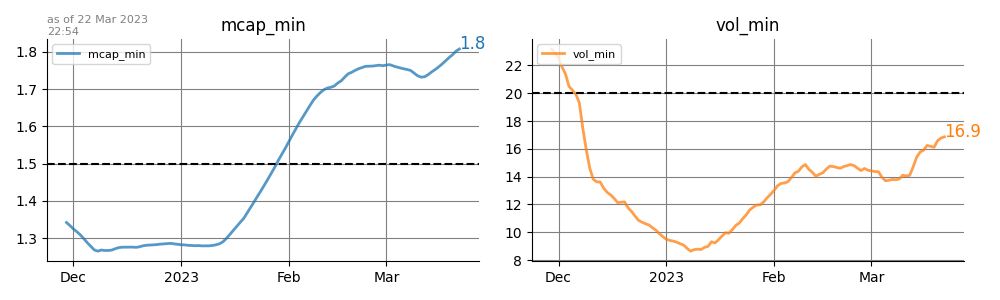 as of 22 Mar 2023
22:54
mcap_min
mcap_min
1.8
1.8
1.7
1.6
1.5
1.4
1.3
Dec 2023 Feb Mar
vol_min
vol_min
16.9
22
20
18
16
14
12
10
8
Dec 2023 Feb Mar